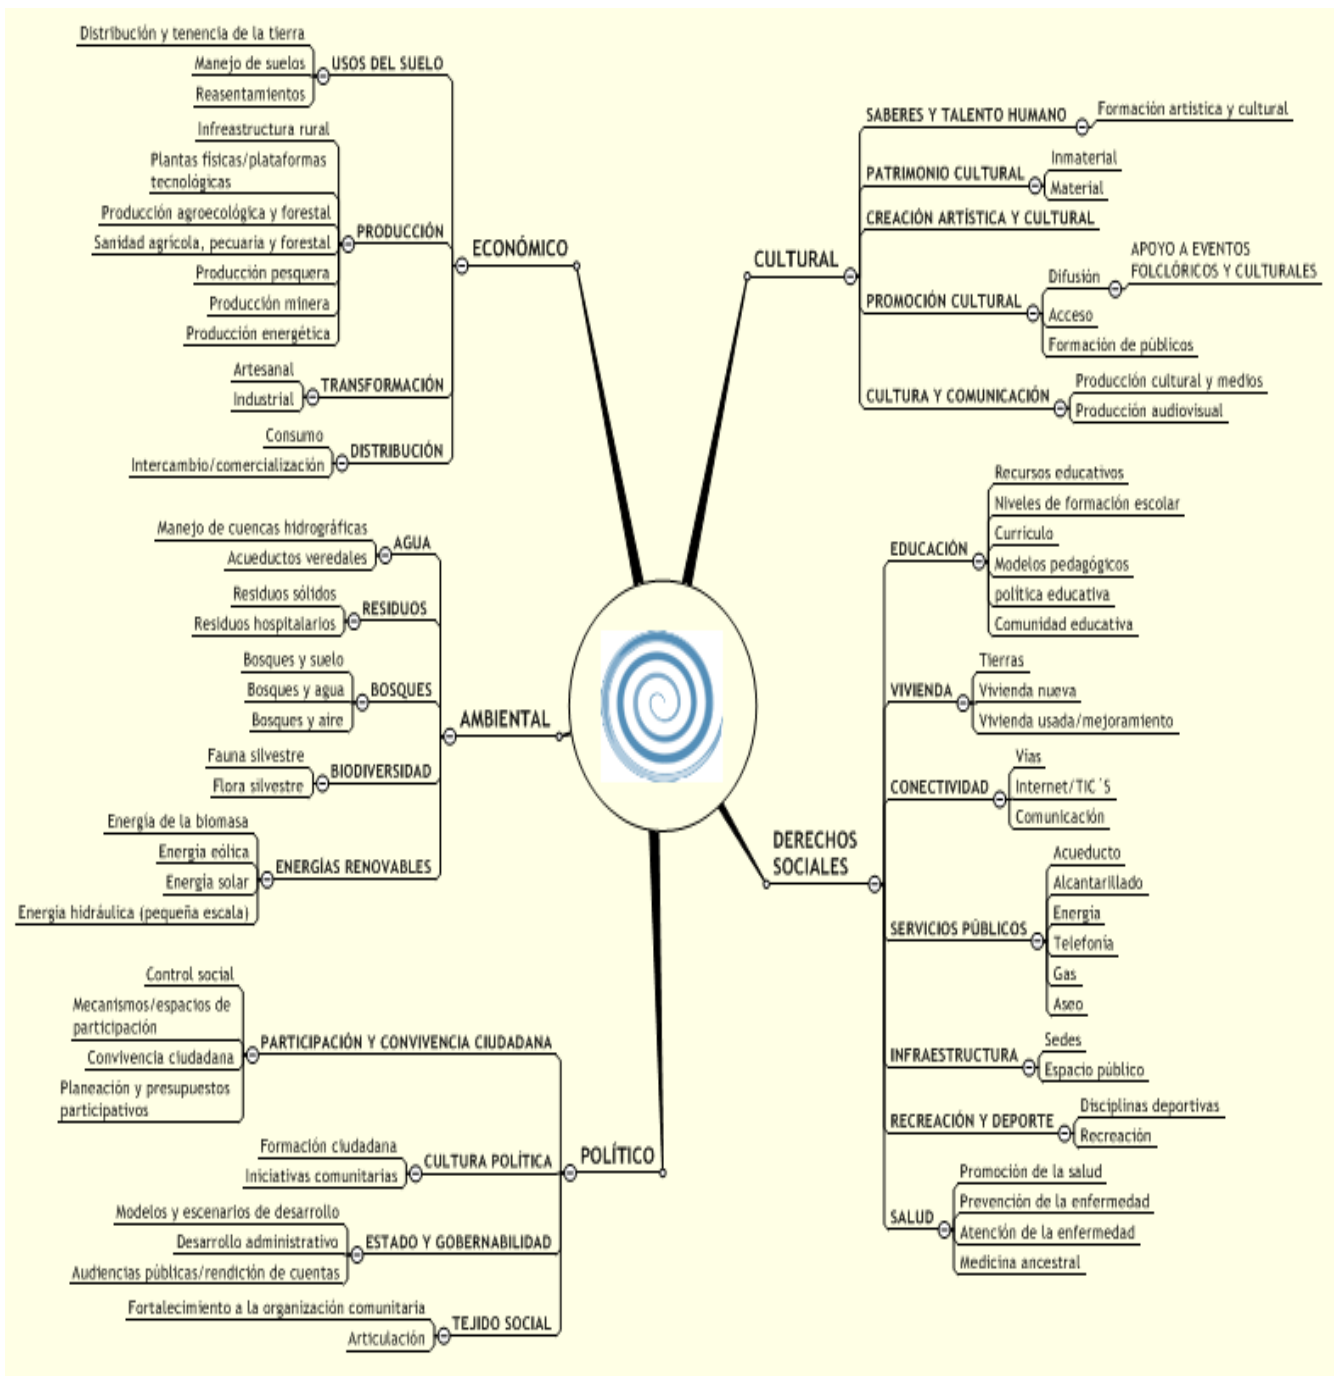 Distribución y tenencia de la tierra
Manejo de suelos
Reasentamientos
USOS DEL SUELO
Infreastructura rural
Plantas físicas/plataformas
tecnológicas
Producción agroecológica y forestal
Sanidad agrícola, pecuaria y forestal
Producción pesquera
Producción minera
Producción energética
PRODUCCIÓN
Artesanal
Industrial
TRANSFORMACIÓN
Consumo
Intercambio/comercialización
DISTRIBUCIÓN
ECONÓMICO
Manejo de cuencas hidrográficas
Acueductos veredales
AGUA
Residuos sólidos
Residuos hospitalarios
RESIDUOS
Bosques y suelo
Bosques y agua
Bosques y aire
BOSQUES
Fauna silvestre
Flora silvestre
BIODIVERSIDAD
Energía de la biomasa
Energía eólica
Energía solar
Energía hidráulica (pequeña escala)
ENERGÍAS RENOVABLES
AMBIENTAL
Control social
Mecanismos/espacios de
participación
Convivencia ciudadana
Planeación y presupuestos
participativos
PARTICIPACIÓN Y CONVIVENCIA CIUDADANA
Formación ciudadana
Iniciativas comunitarias
CULTURA POLÍTICA
Modelos y escenarios de desarrollo
Desarrollo administrativo
Audiencias públicas/rendición de cuentas
ESTADO Y GOBERNABILIDAD
Fortalecimiento a la organización comunitaria
Articulación
TEJIDO SOCIAL
POLÍTICO
CULTURAL
SABERES Y TALENTO HUMANO
Formación artística y cultural
PATRIMONIO CULTURAL
Inmaterial
Material
CREACIÓN ARTÍSTICA Y CULTURAL
PROMOCIÓN CULTURAL
Difusión
APOYO A EVENTOS
FOLCLÓRICOS Y CULTURALES
Acceso
Formación de públicos
CULTURA Y COMUNICACIÓN
Producción cultural y medios
Producción audiovisual
DERECHOS
SOCIALES
EDUCACIÓN
Recursos educativos
Niveles de formación escolar
Currículo
Modelos pedagógicos
política educativa
Comunidad educativa
VIVIENDA
Tierras
Vivienda nueva
Vivienda usada/mejoramiento
CONECTIVIDAD
Vías
Internet/TIC´S
Comunicación
SERVICIOS PÚBLICOS
Acueducto
Alcantarillado
Energía
Telefonía
Gas
Aseo
INFRAESTRUCTURA
Sedes
Espacio público
RECREACIÓN Y DEPORTE
Disciplinas deportivas
Recreación
SALUD
Promoción de la salud
Prevención de la enfermedad
Atención de la enfermedad
Medicina ancestral